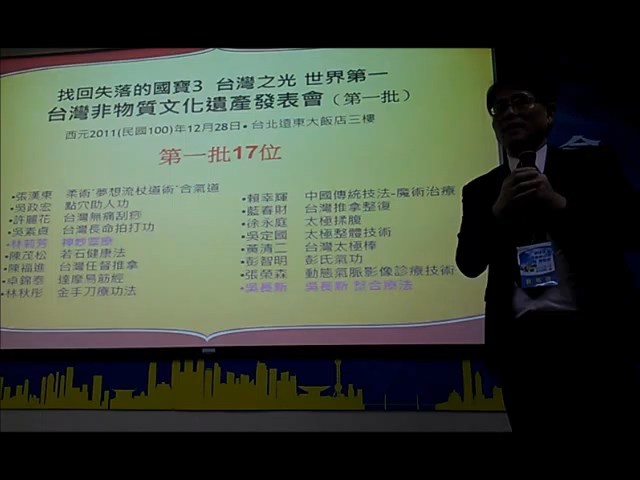 找回失落的國寶3 台灣之光 世界第一
台灣非物質文化遺產發表會（第一批）
西元2011(民國100)年12月28日•台北遠東大飯店三樓
第一批17位
•張漢東 柔術‧夢想流杖道術‧合氣道
•吳政宏 點穴助人功
•許麗花 台灣無痛刮痧
•吳素貞 台灣長命拍打功
•林莉芳
•陳茂松 若石健康法
•陳福進 台灣任督推拿
•卓錦泰 達摩易筋經
•林秋彤 金手刀療功法
•賴幸輝 中國傳統技法-魔術治療
•藍春財 台灣推拿整復
•徐永庭 太極揉腹
•吳定國 太極整體技術
•黃清二 台灣太極棒
•彭智明 彭氏氣功
•張榮森 動態氣脈影像診療技術
•吳長新 吳長新 整合療法